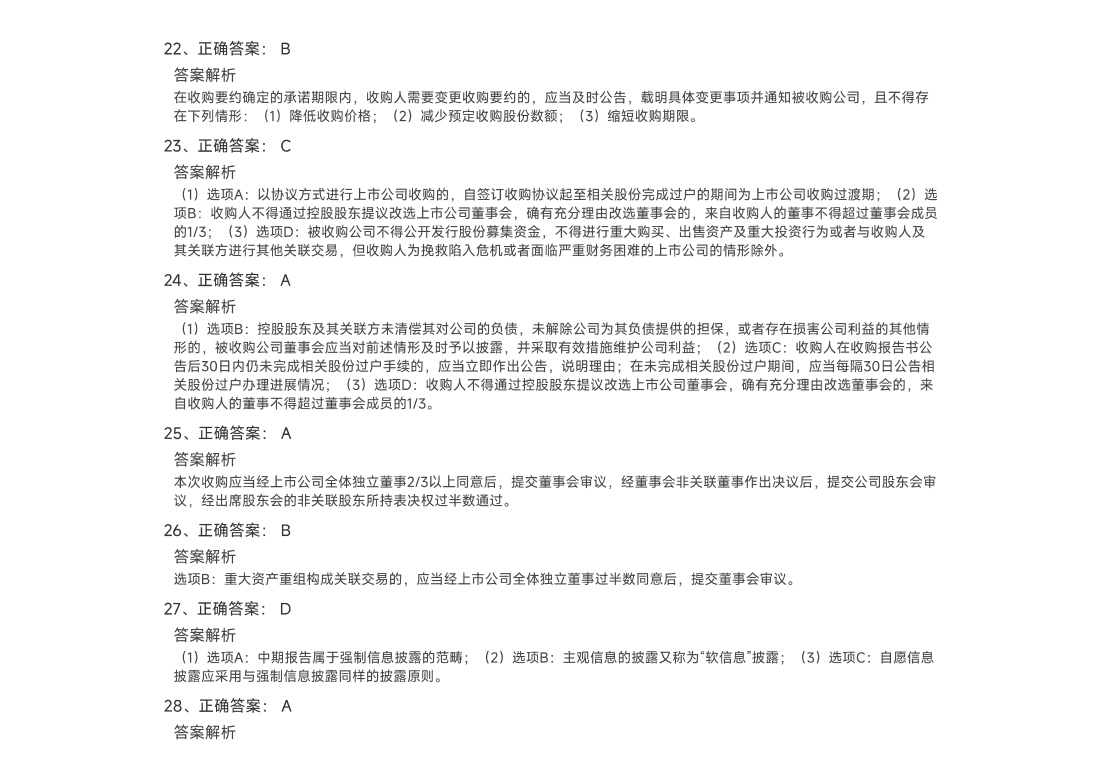 22、正确答案： B
答案解析
在收购要约确定的承诺期限内，收购人需要变更收购要约的，应当及时公告，载明具体变更事项并通知被收购公司，且不得存
在下列情形：（1）降低收购价格；（2）减少预定收购股份数额；（3）缩短收购期限。
23、正确答案： C
答案解析
（1）选项A：以协议方式进行上市公司收购的，自签订收购协议起至相关股份完成过户的期间为上市公司收购过渡期；（2）选
项B：收购人不得通过控股股东提议改选上市公司董事会，确有充分理由改选董事会的，来自收购人的董事不得超过董事会成员
的1/3；（3）选项D：被收购公司不得公开发行股份募集资金，不得进行重大购买、出售资产及重大投资行为或者与收购人及
其关联方进行其他关联交易，但收购人为挽救陷入危机或者面临严重财务困难的上市公司的情形除外。
24、正确答案： A
答案解析
（1）选项B：控股股东及其关联方未清偿其对公司的负债，未解除公司为其负债提供的担保，或者存在损害公司利益的其他情
形的，被收购公司董事会应当对前述情形及时予以披露，并采取有效措施维护公司利益；（2）选项C：收购人在收购报告书公
告后30日内仍未完成相关股份过户手续的，应当立即作出公告，说明理由；在未完成相关股份过户期间，应当每隔30日公告相
关股份过户办理进展情况；（3）选项D：收购人不得通过控股股东提议改选上市公司董事会，确有充分理由改选董事会的，来
自收购人的董事不得超过董事会成员的1/3。
25、正确答案： A
答案解析
本次收购应当经上市公司全体独立董事2/3以上同意后，提交董事会审议，经董事会非关联董事作出决议后，提交公司股东会审
议，经出席股东会的非关联股东所持表决权过半数通过。
26、正确答案： B
答案解析
选项B：重大资产重组构成关联交易的，应当经上市公司全体独立董事过半数同意后，提交董事会审议。
27、正确答案： D
答案解析
（1）选项A：中期报告属于强制信息披露的范畴；（2）选项B：主观信息的披露又称为“软信息”披露；（3）选项C：自愿信息
披露应采用与强制信息披露同样的披露原则。
28、正确答案： A
答案解析